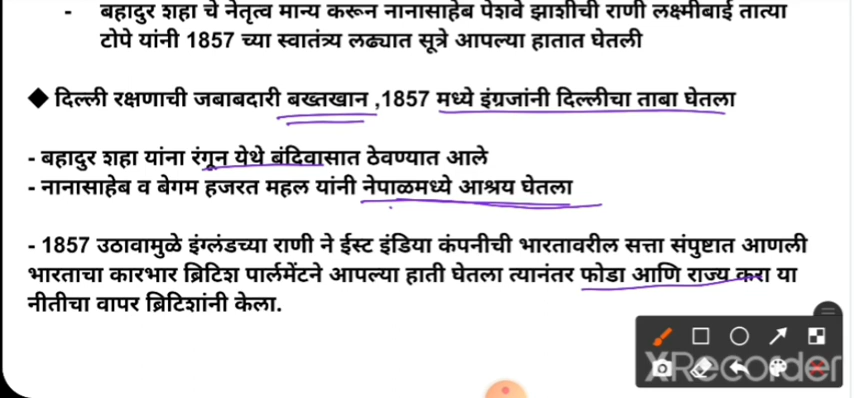 - बहादुर शहा चे नेतृत्व मान्य करून नानासाहेब पेशवे झाशीची राणी लक्ष्मीबाई तात्या
टोपे यांनी 1857 च्या स्वातंत्र्य लढ्यात सूत्रे आपल्या हातात घेतली
◆ दिल्ली रक्षणाची जबाबदारी बख्तखान ,1857 मध्ये इंग्रजांनी दिल्लीचा ताबा घेतला
- बहादुर शहा यांना रंगून येथे बंदिवासात ठेवण्यात आले
- नानासाहेब व बेगम हजरत महल यांनी नेपाळमध्ये आश्रय घेतला
- 1857 उठावामुळे इंग्लंडच्या राणी ने ईस्ट इंडिया कंपनीची भारतावरील सत्ता संपुष्टात आणली
भारताचा कारभार ब्रिटिश पार्लमेंटने आपल्या हाती घेतला त्यानंतर फोडा आणि राज्य करा या
नीतीचा वापर ब्रिटिशांनी केला.
XRecorder